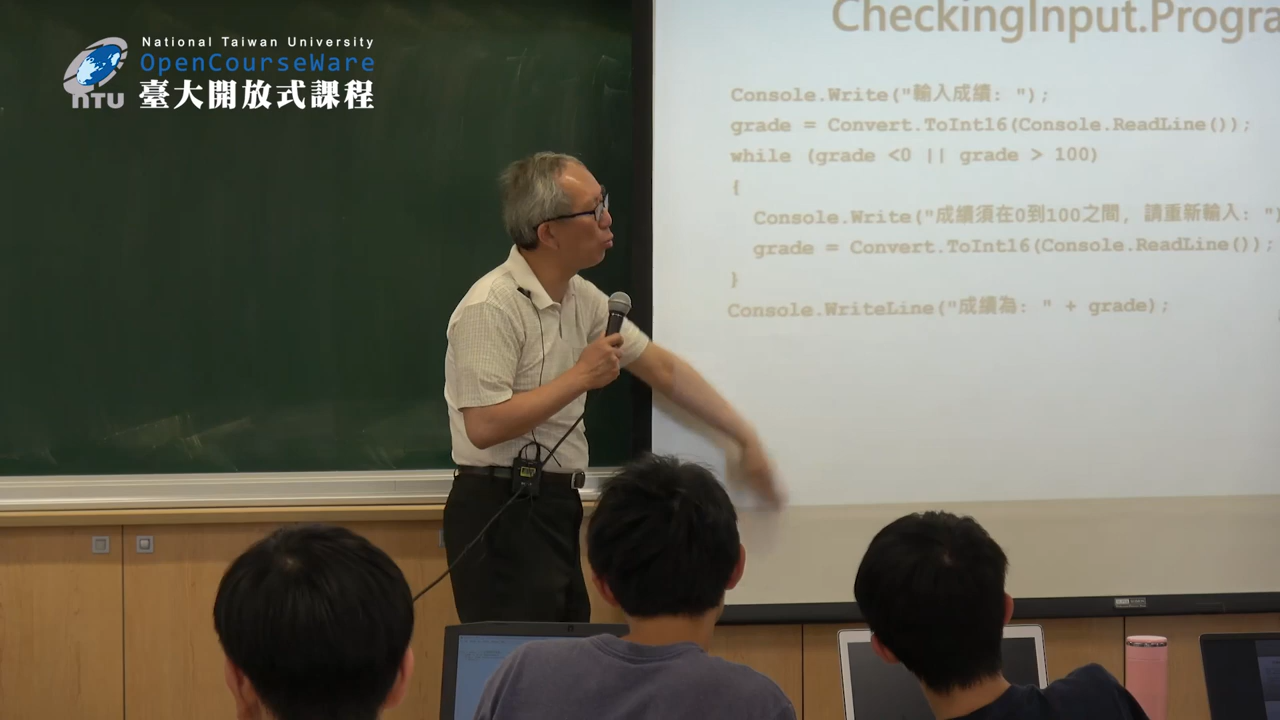 National Taiwan University
OpenCourseWare
NTU 臺大開放式課程
CheckingInput.Progra
Console.Write("輸入成績: ");
grade = Convert.ToInt16(Console.ReadLine());
while (grade <0 || grade > 100)
{
Console.Write("成績須在0到100之間, 請重新輸入: "
grade = Convert.ToInt16(Console.ReadLine());
}
Console.WriteLine("成績為: " + grade);